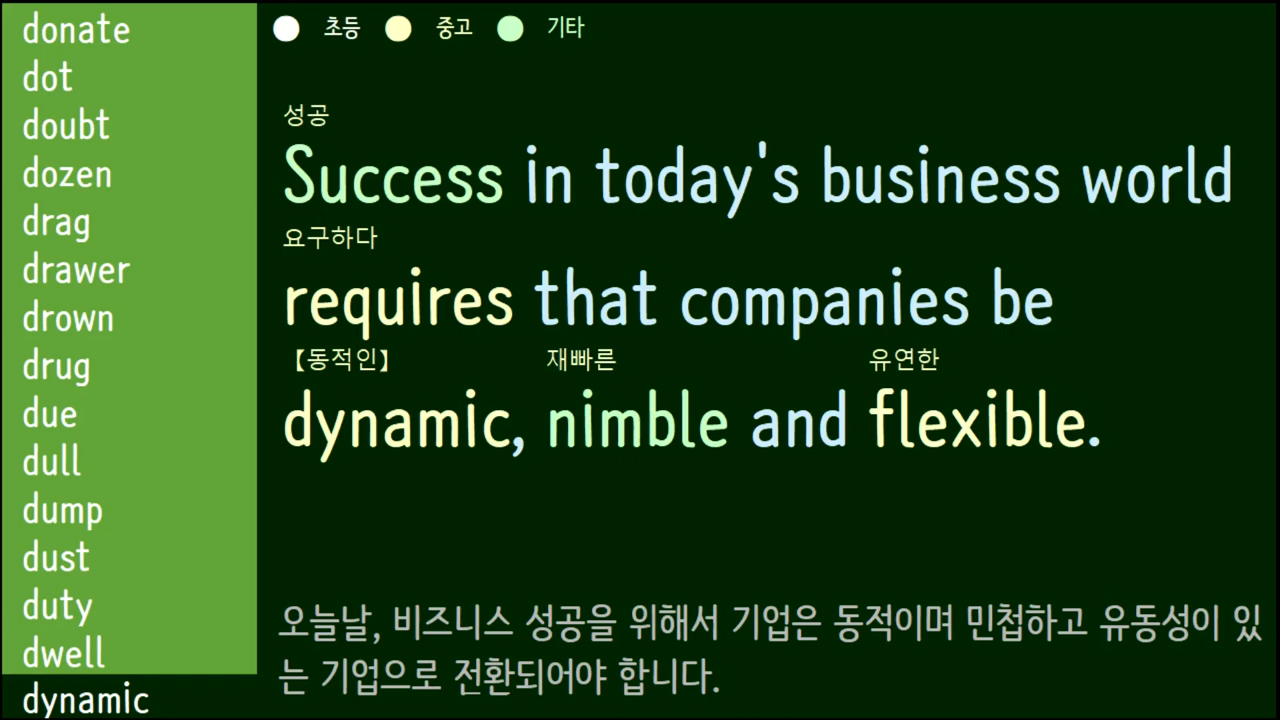 donate
dot
doubt
dozen
drag
drawer
drown
drug
due
dull
dump
dust
duty
dwell
dynamic
초등 중고 기타
성공
Success in today's business world
요구하다
requires that companies be
【동적인】 재빠른 유연한
dynamic, nimble and flexible.
오늘날, 비즈니스 성공을 위해서 기업은 동적이며 민첩하고 유동성이 있
는 기업으로 전환되어야 합니다.